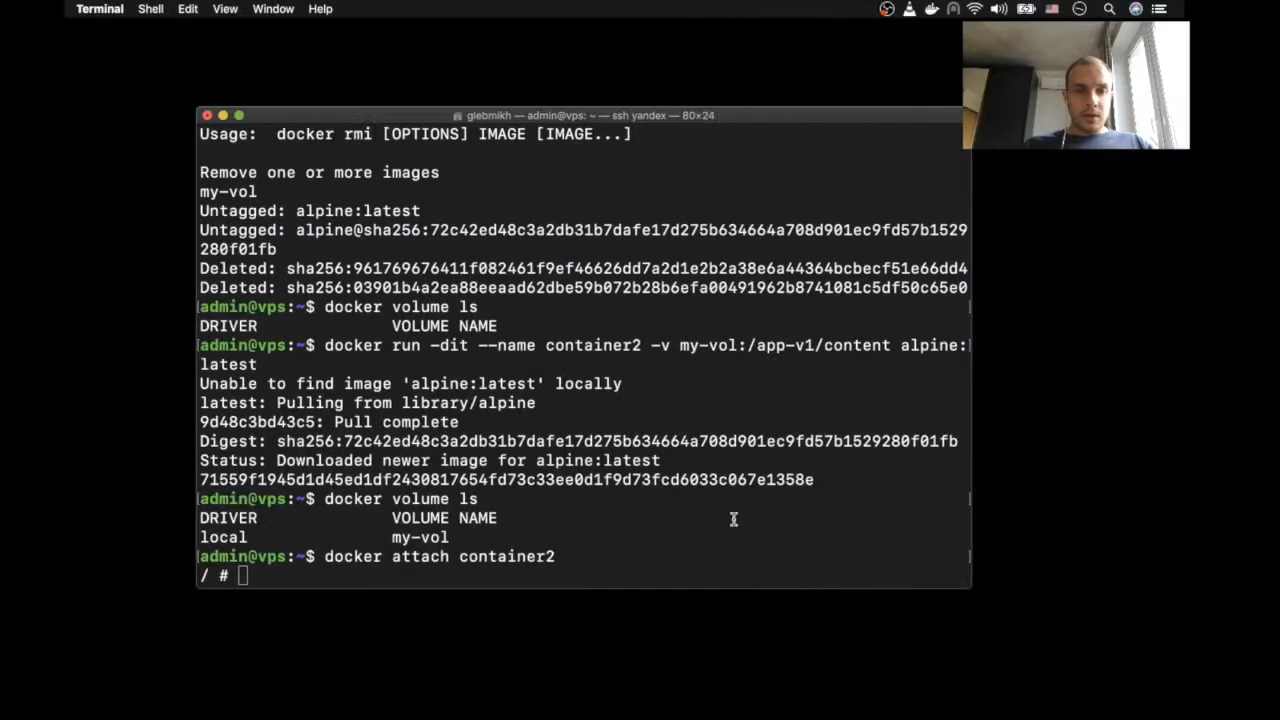 Terminal Shell Edit View Window Help
glebmikh — admin@vps: ~ — ssh yandex — 80×24
Usage:  docker rmi [OPTIONS] IMAGE [IMAGE...]
Remove one or more images
my-vol
Untagged: alpine:latest
Untagged: alpine@sha256:72c42ed48c3a2db31b7dafe17d275b634664a708d901ec9fd57b1529
280f01fb
Deleted: sha256:961769676411f082461f9ef46626dd7a2d1e2b2a38e6a44364bcbecf51e66dd4
Deleted: sha256:03901b4a2ea88eeaad62dbe59b072b28b6efa00491962b8741081c5df50c65e0
[admin@vps:~$ docker volume ls ]
DRIVER              VOLUME NAME
[admin@vps:~$ docker run -dit --name container2 -v my-vol:/app-v1/content alpine:]
latest
Unable to find image 'alpine:latest' locally
latest: Pulling from library/alpine
9d48c3bd43c5: Pull complete
Digest: sha256:72c42ed48c3a2db31b7dafe17d275b634664a708d901ec9fd57b1529280f01fb
Status: Downloaded newer image for alpine:latest
71559f1945d1d45ed1df2430817654fd73c33ee0d1f9d73fcd6033c067e1358e
[admin@vps:~$ docker volume ls ]
DRIVER              VOLUME NAME
local               my-vol
[admin@vps:~$ docker attach container2 ]
/ #